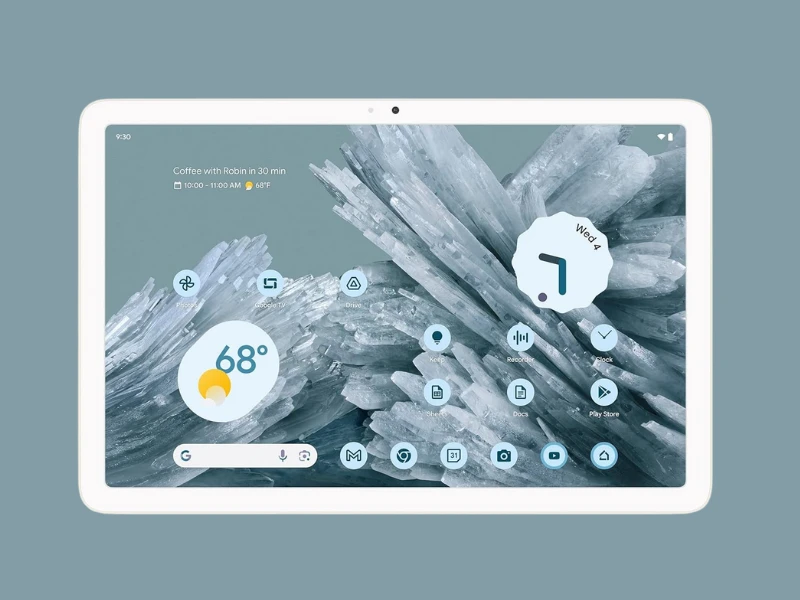 9:30
Coffee with Robin in 30 min
10:00 - 11:00 AM 68°F
Wed 4
Photos
Google TV
Drive
68°
Keep
Recorder
Clock
Sheets
Docs
Play Store
G
31